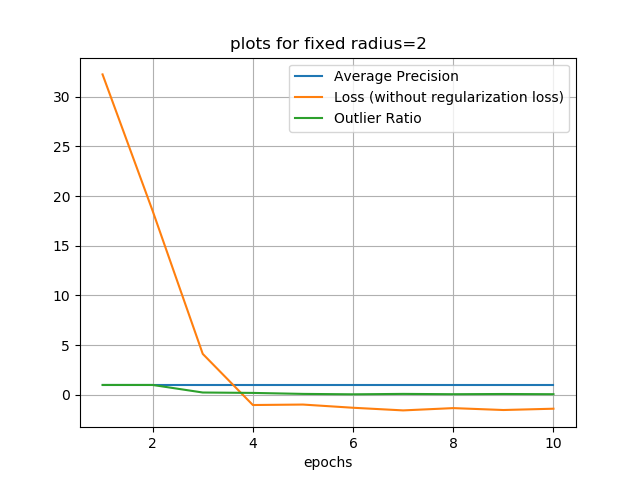 plots for fixed radius=2
Average Precision
Loss (without regularization loss)
Outlier Ratio
30
25
20
15
10
5
0
2 4 6 8 10
epochs